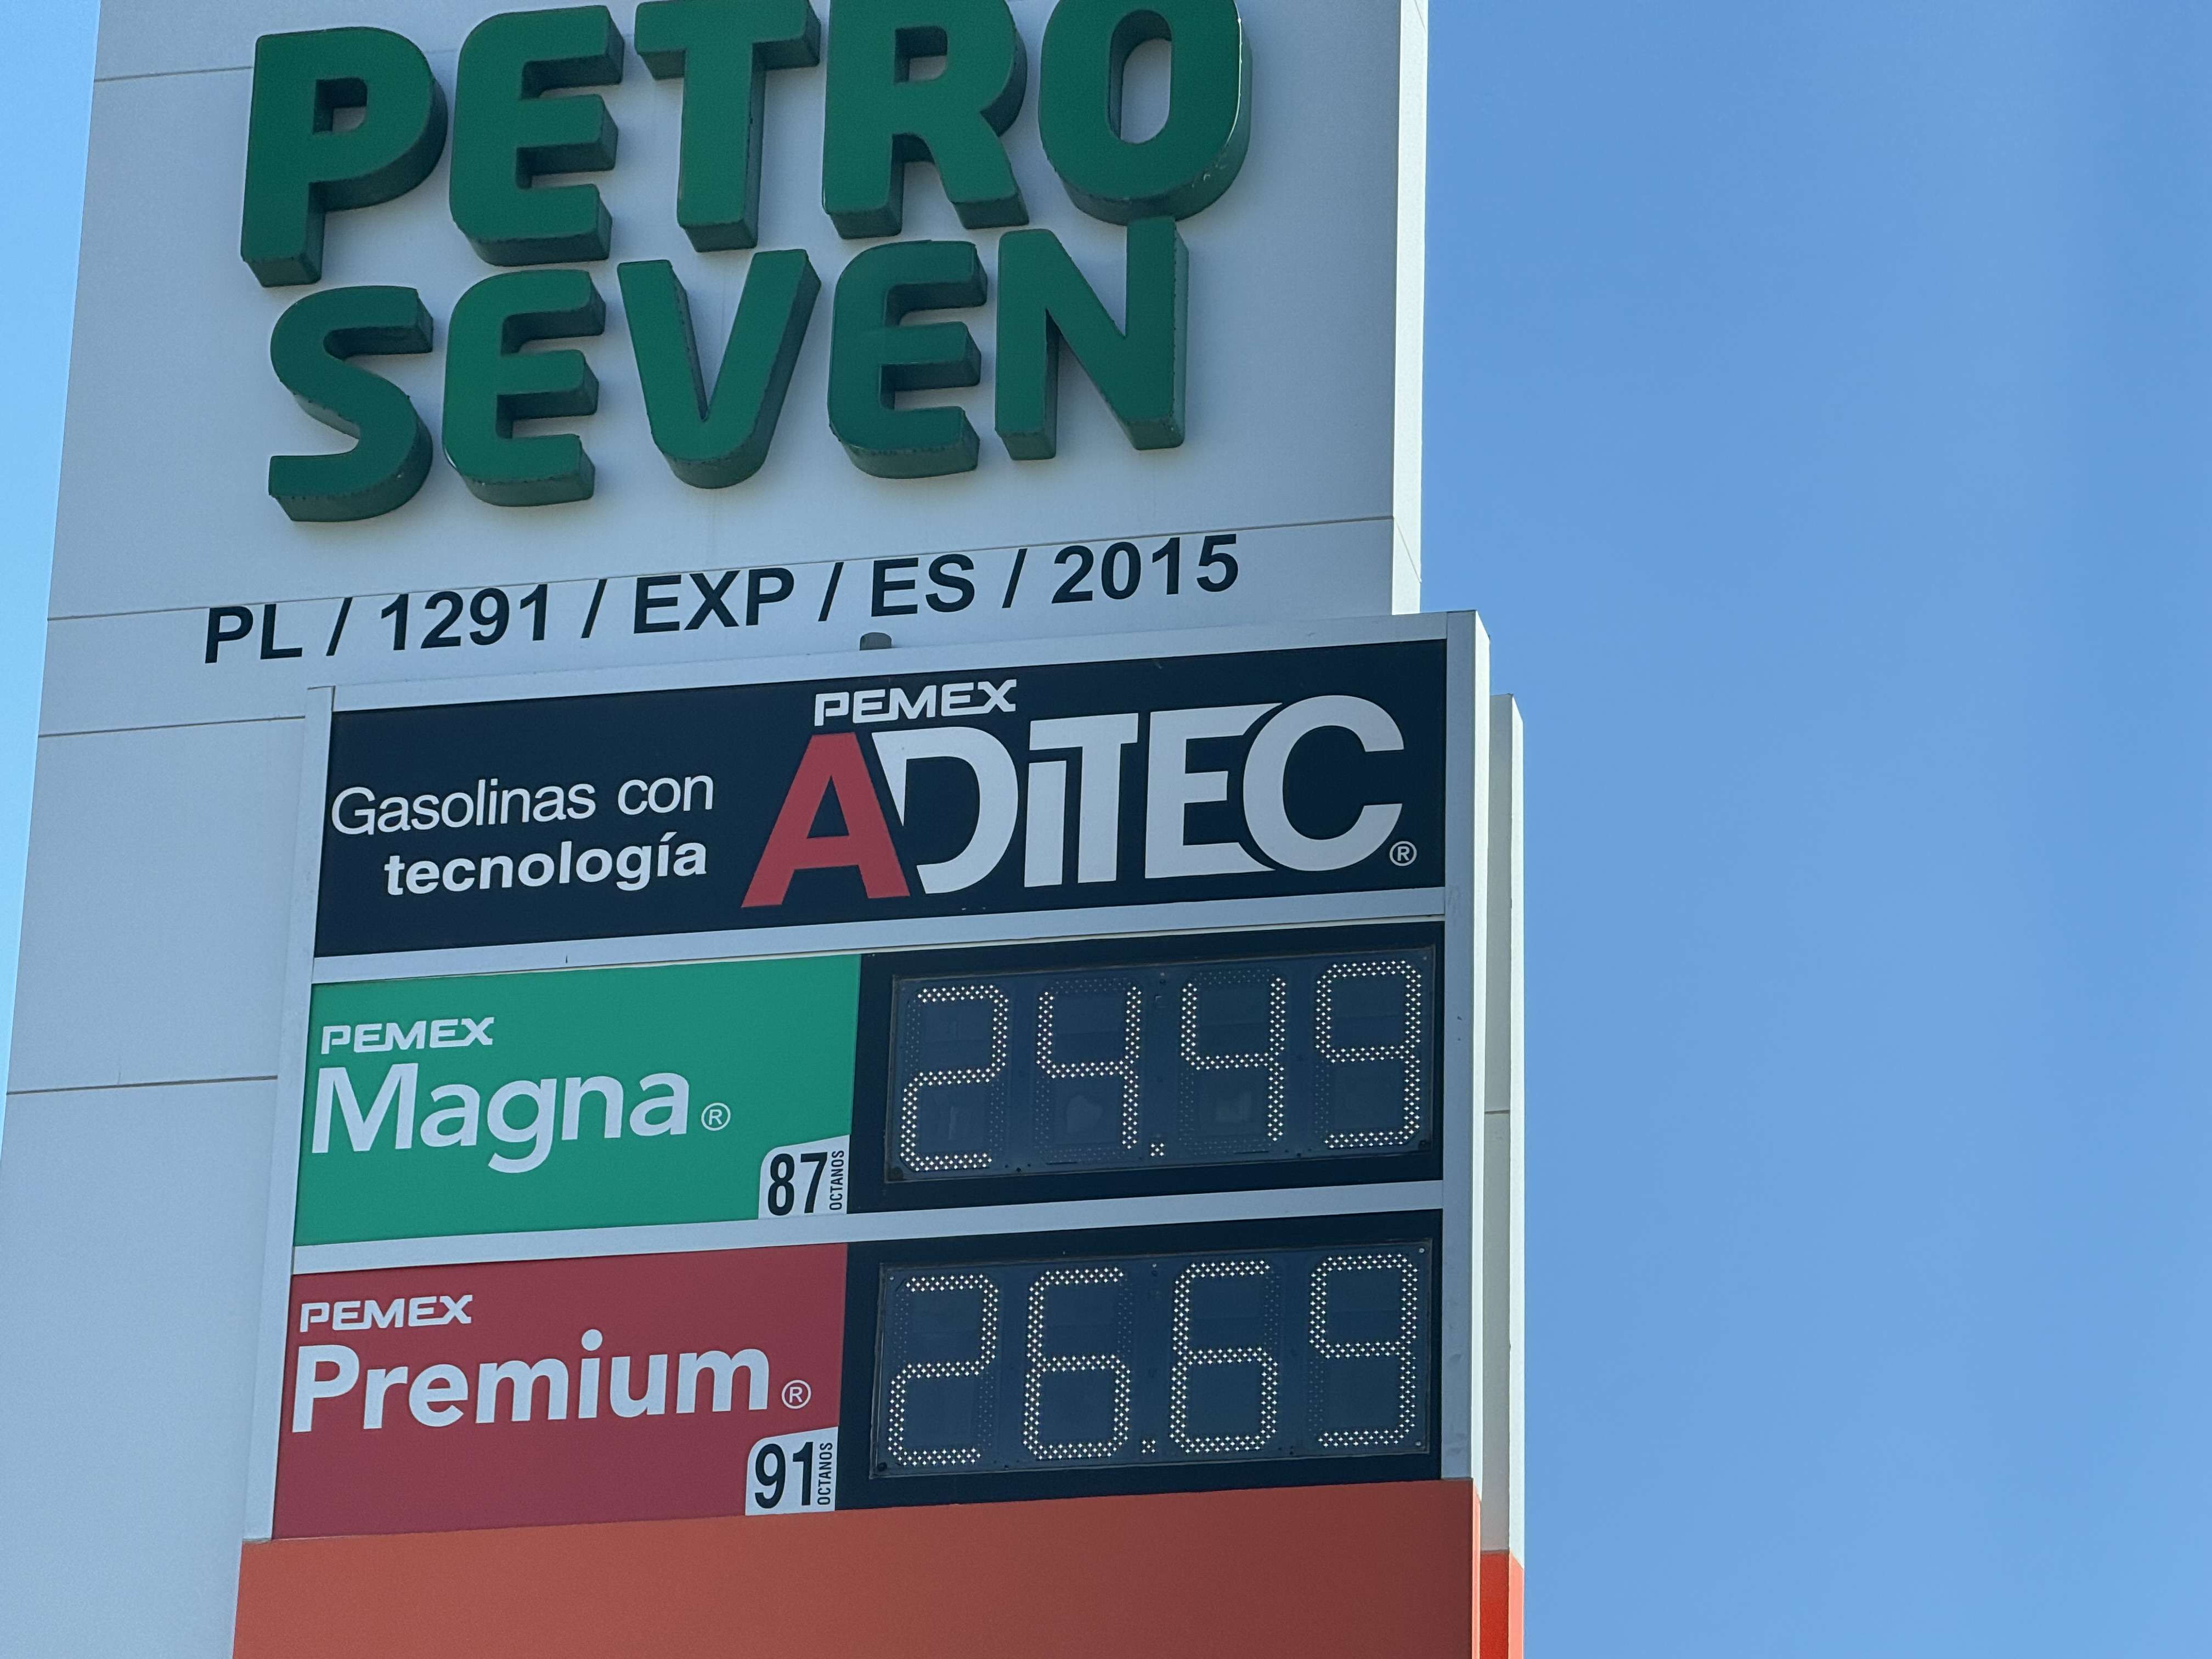 PETRO
SEVEN
PL / 1291 / EXP / ES / 2015
PEMEX
Gasolinas con
tecnología
ADITEC®
PEMEX
Magna®
87 OCTANOS
24.49
PEMEX
Premium®
91 OCTANOS
26.69